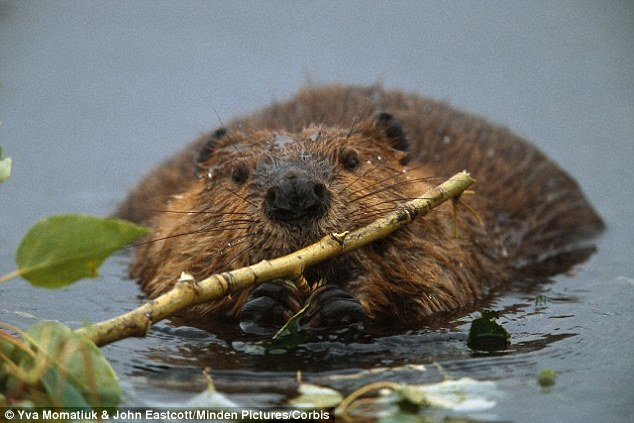 © Yva Momatiuk & John Eastcott/Minden Pictures/Corbis